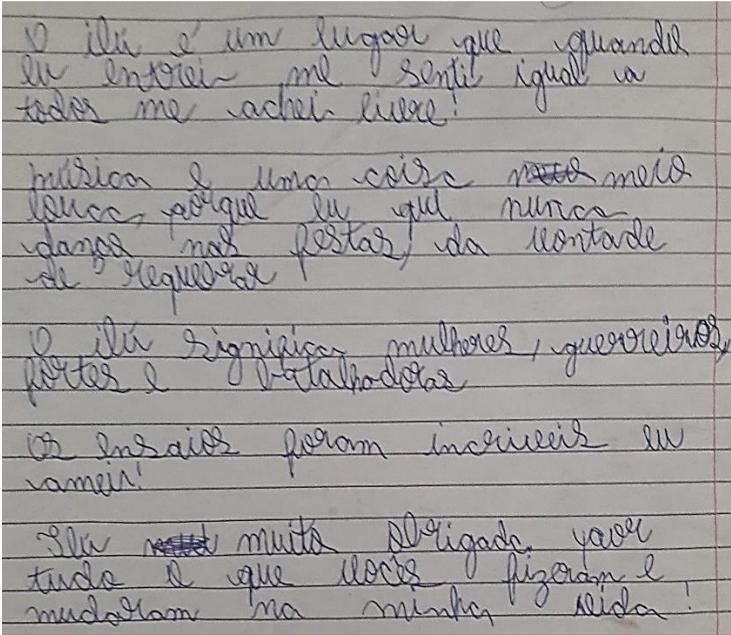 O ilú é um lugar que quando
eu entrei me senti igual a
todos me achei livre!
música e uma coisa meio
louca, porque eu que nunca
dança nas festas, da vontade
de requebrar
O ilú significa mulheres, guerreiras,
fortes e batalhadoras
os ensaios foram incriveis eu
amei!
Ilú muito obrigada, por
tudo o que vocês fizeram e
mudaram na minha vida!